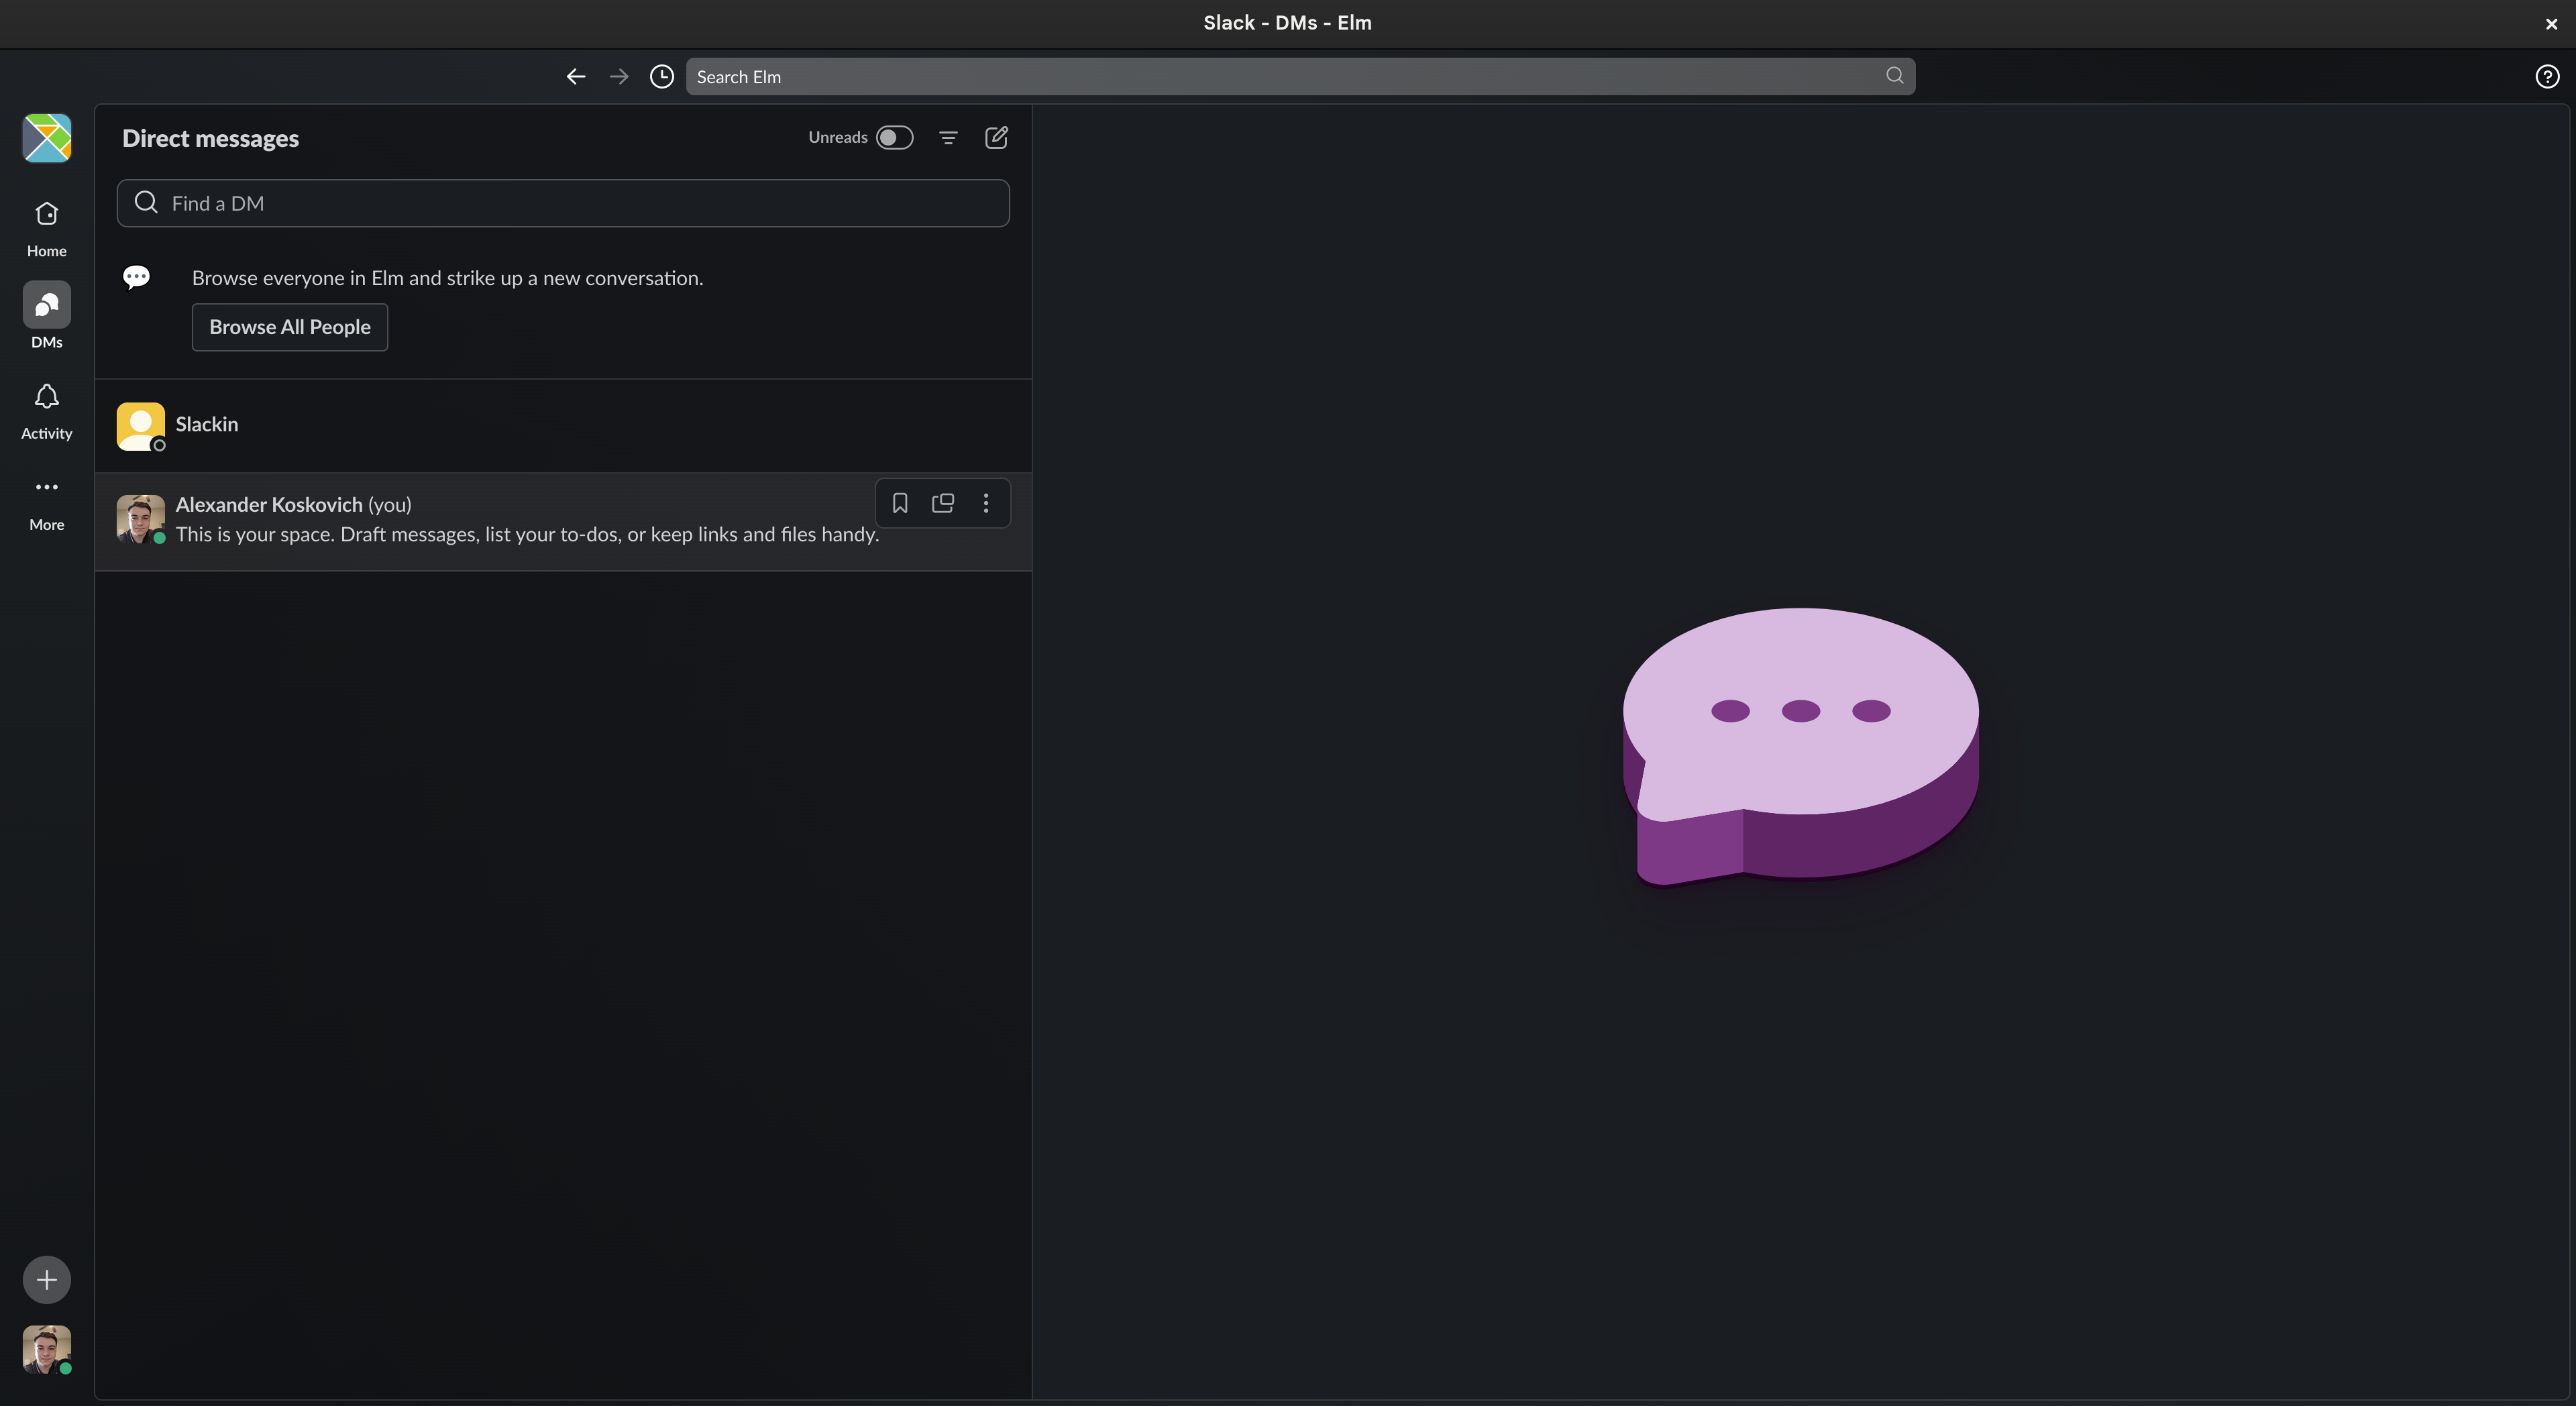 Slack - DMs - Elm
Search Elm
Home
DMs
Activity
More
Direct messages
Unreads
Find a DM
Browse everyone in Elm and strike up a new conversation.
Browse All People
Slackin
Alexander Koskovich (you)
This is your space. Draft messages, list your to-dos, or keep links and files handy.